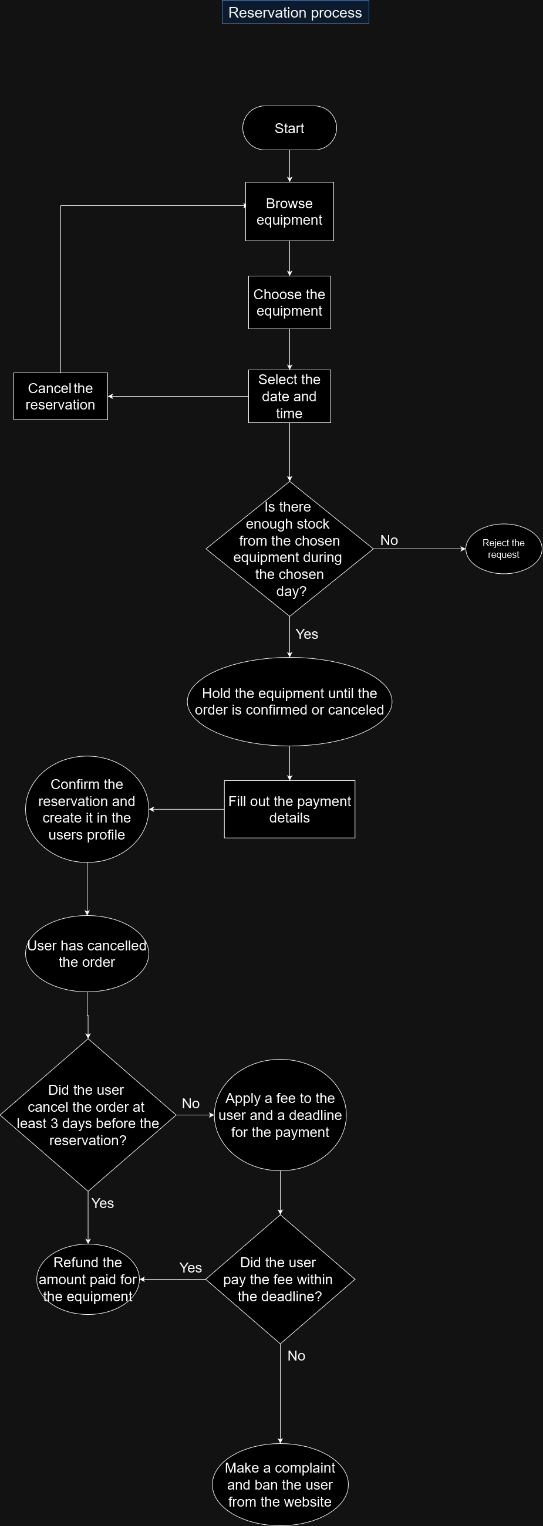 Reservation process
Start
Browse
equipment
Choose the
equipment
Select the
date and
time
Cancel the
reservation
Is there
enough stock
from the chosen
equipment during
the chosen
day?
No
Reject the
request
Yes
Hold the equipment until the
order is confirmed or canceled
Fill out the payment
details
Confirm the
reservation and
create it in the
users profile
User has cancelled
the order
Did the user
cancel the order at
least 3 days before the
reservation?
No
Apply a fee to the
user and a deadline
for the payment
Yes
Refund the
amount paid for
the equipment
Yes
Did the user
pay the fee within
the deadline?
No
Make a complaint
and ban the user
from the website